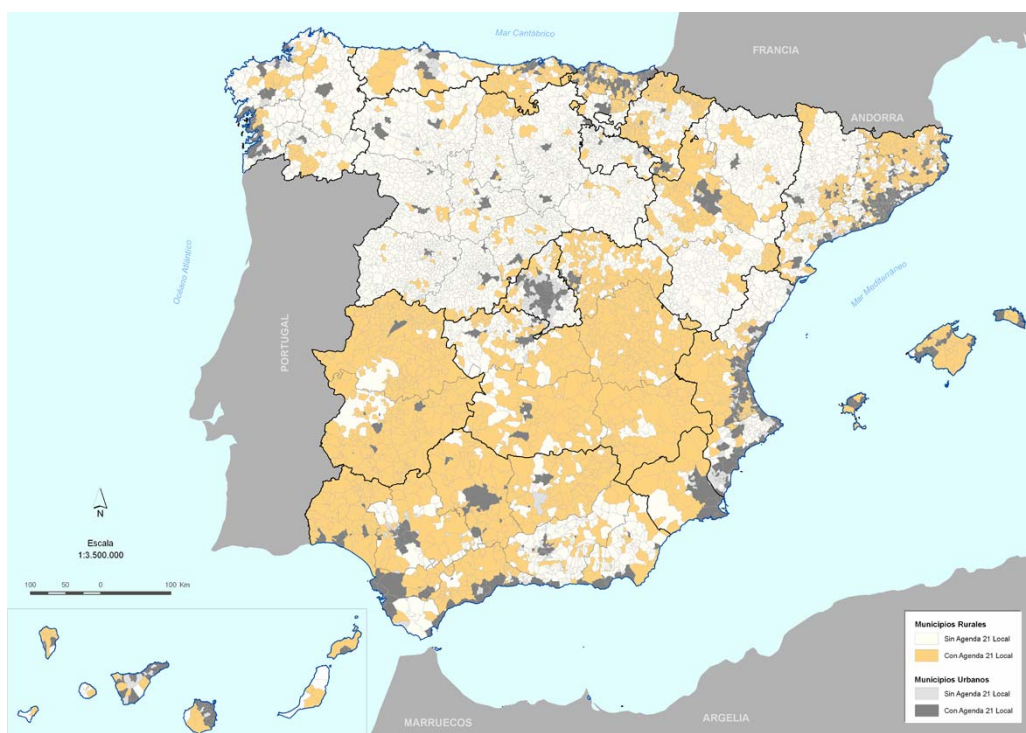 Mar Cantábrico
FRANCIA
ANDORRA
Océano Atlántico
Mar Mediterráneo
PORTUGAL
N
Escala
1:3.500.000
100 50 0 100 Km
Municipios Rurales
Sin Agenda 21 Local
Con Agenda 21 Local
Municipios Urbanos
Sin Agenda 21 Local
Con Agenda 21 Local
MARRUECOS
ARGELIA